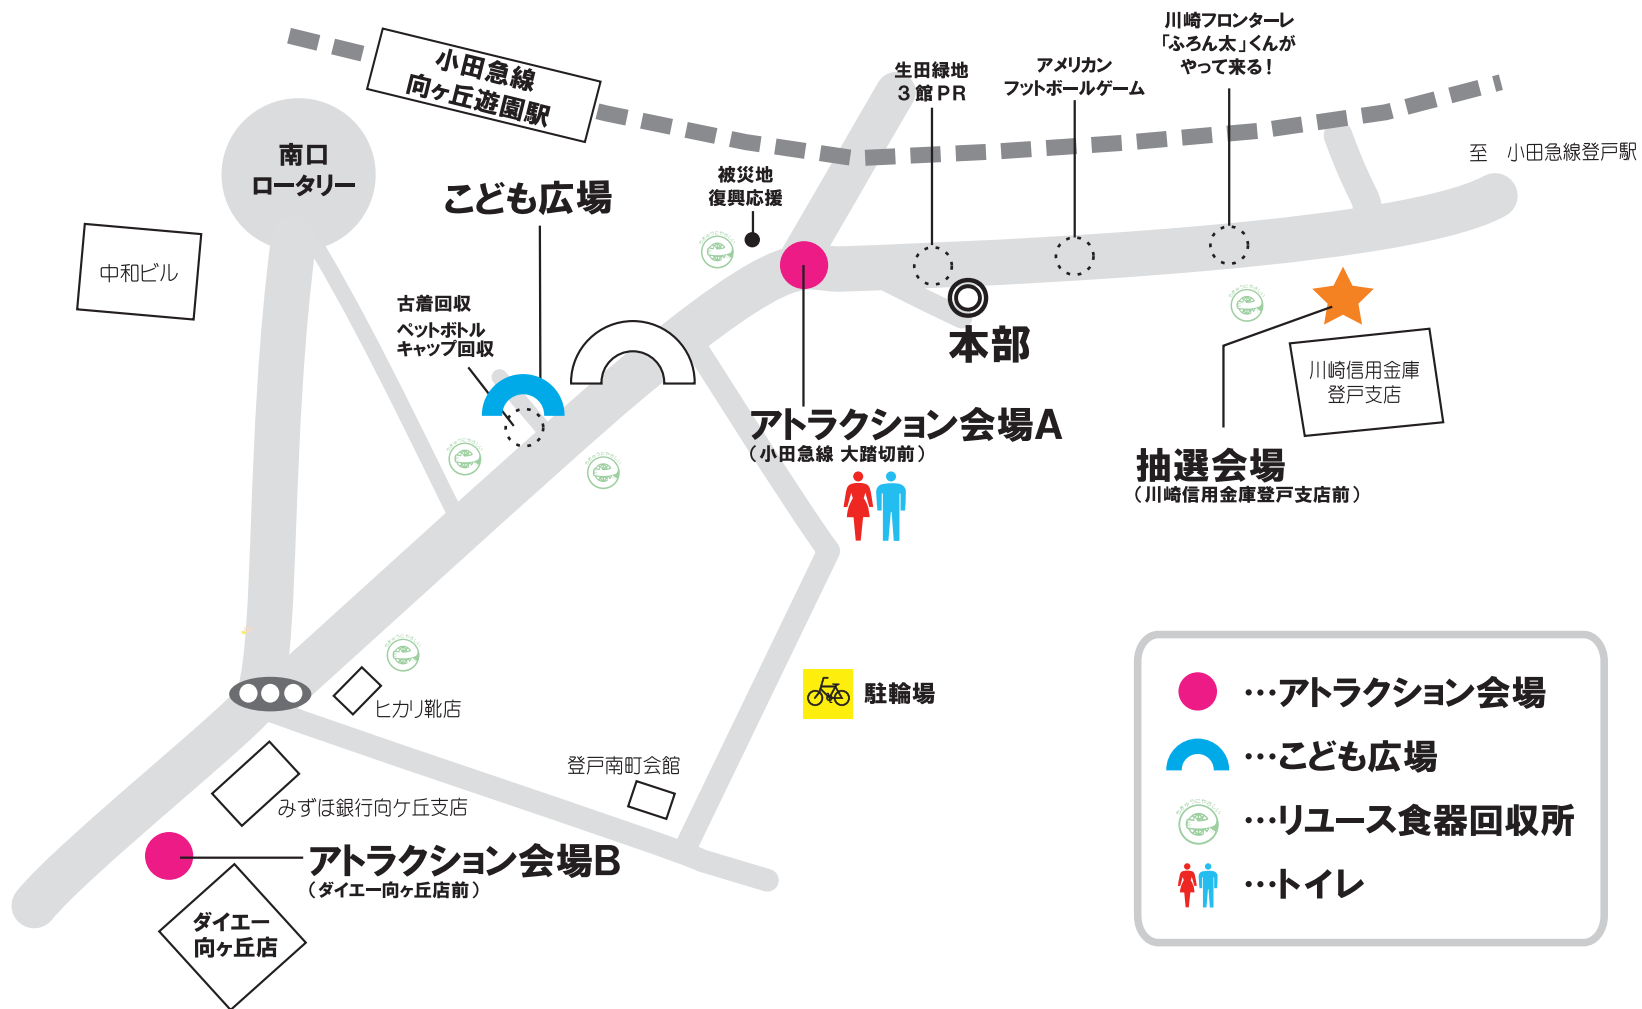 小田急線
向ヶ丘遊園駅
南口
ロータリー
中和ビル
こども広場
古着回収
ペットボトル
キャップ回収
被災地
復興応援
生田緑地
3館PR
アメリカン
フットボールゲーム
川崎フロンターレ
「ふろん太」くんが
やって来る！
至 小田急線登戸駅
本部
アトラクション会場A
（小田急線 大踏切前）
川崎信用金庫
登戸支店
抽選会場
（川崎信用金庫登戸支店前）
ヒカリ靴店
駐輪場
登戸南町会館
みずほ銀行向ケ丘支店
アトラクション会場B
（ダイエー向ヶ丘店前）
ダイエー
向ヶ丘店
…アトラクション会場
…こども広場
…リユース食器回収所
…トイレ